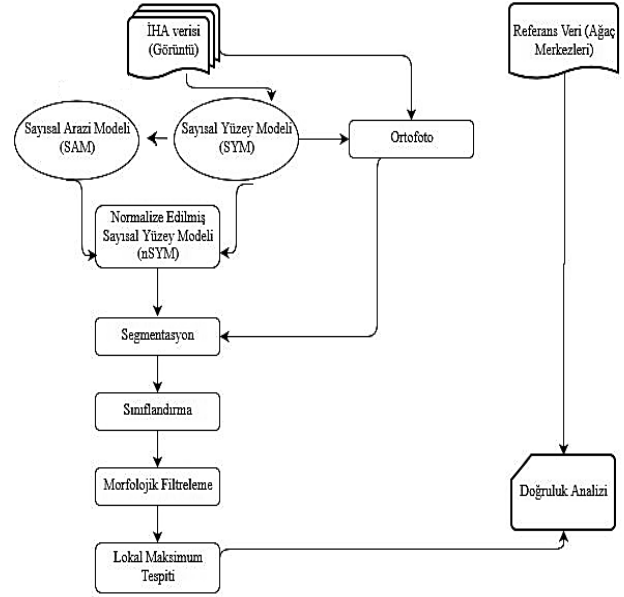 İHA verisi
(Görüntü)
Referans Veri (Ağaç
Merkezleri)
Sayısal Arazi Modeli
(SAM)
Sayısal Yüzey Modeli
(SYM)
Ortofoto
Normalize Edilmiş
Sayısal Yüzey Modeli
(nSYM)
Segmentasyon
Sınıflandırma
Morfolojik Filtreleme
Doğruluk Analizi
Lokal Maksimum
Tespiti